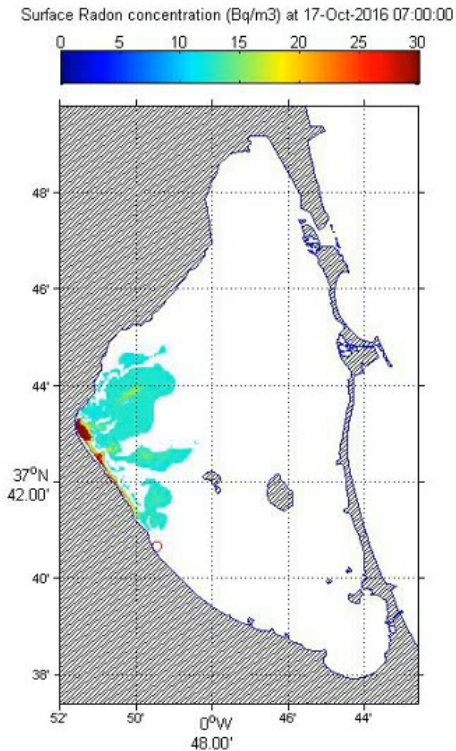 Surface Radon concentration (Bq/m3) at 17-Oct-2016 07:00:00
0 5 10 15 20 25 30
48'
46'
44'
37°N
42.00'
40'
38'
52' 50' 0°W 46' 44'
48.00'